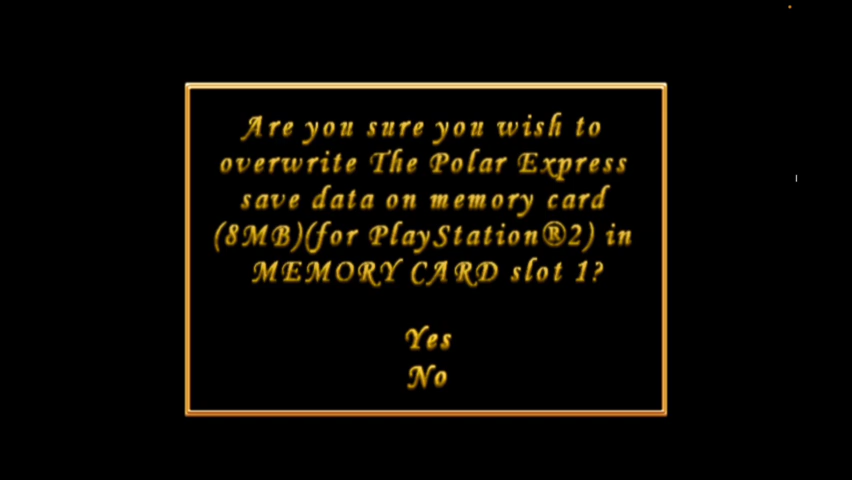 Are you sure you wish to
overwrite The Polar Express
save data on memory card
(8MB)(for PlayStation®2) in
MEMORY CARD slot 1?
Yes
No